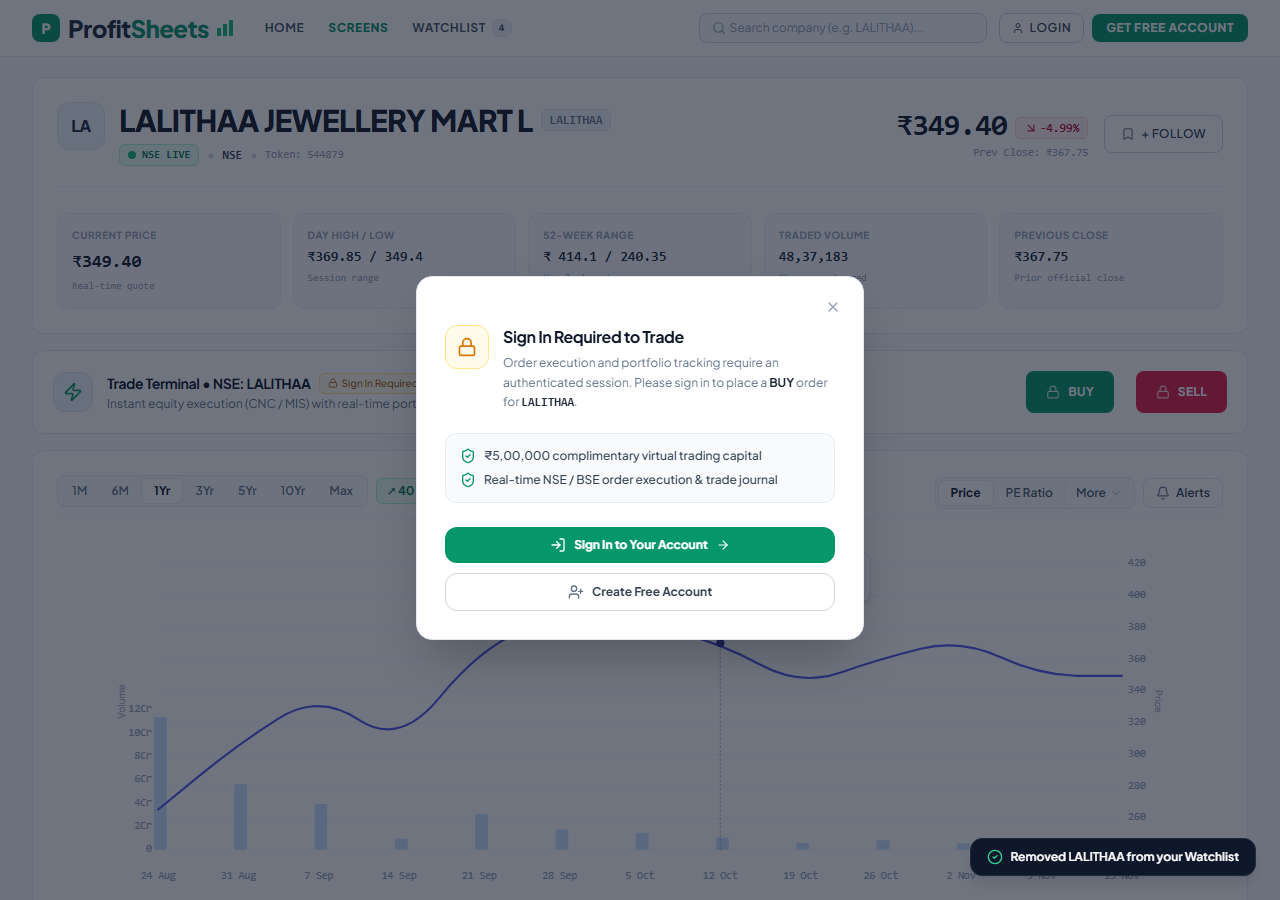 P ProfitSheets HOME SCREENS WATCHLIST 4 Search company (e.g. LALITHAA)... LOGIN GET FREE ACCOUNT
LA LALITHAA JEWELLERY MART L LALITHAA ₹349.40 -4.99% + FOLLOW
NSE LIVE • NSE • Token: 544879 Prev Close: ₹367.75
CURRENT PRICE DAY HIGH / LOW 52-WEEK RANGE TRADED VOLUME PREVIOUS CLOSE
₹349.40 ₹369.85 / 349.4 ₹ 414.1 / 240.35 48,37,183 ₹367.75
Real-time quote Session range Prior official close
Sign In Required to Trade
Order execution and portfolio tracking require an
authenticated session. Please sign in to place a BUY order
for LALITHAA.
₹5,00,000 complimentary virtual trading capital
Real-time NSE / BSE order execution & trade journal
Sign In to Your Account
Create Free Account
Trade Terminal ● NSE: LALITHAA Sign In Required BUY SELL
Instant equity execution (CNC / MIS) with real-time port
1M 6M 1Yr 3Yr 5Yr 10Yr Max ↗ 40 Price PE Ratio More Alerts
420
400
380
360
340
320
300
280
260
Price
Volume
12Cr
10Cr
8Cr
6Cr
4Cr
2Cr
0
24 Aug 31 Aug 7 Sep 14 Sep 21 Sep 28 Sep 5 Oct 12 Oct 19 Oct 26 Oct 2 Nov 9 Nov
Removed LALITHAA from your Watchlist